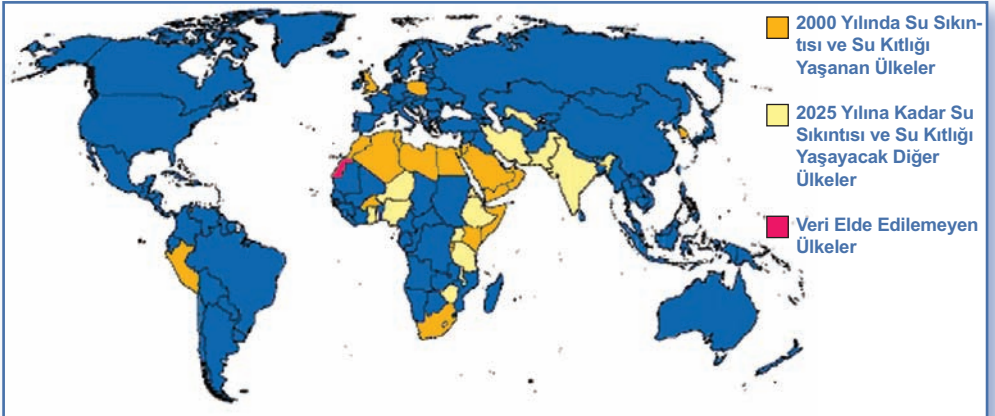 2000 Yılında Su Sıkın-
tısı ve Su Kıtlığı
Yaşanan Ülkeler
2025 Yılına Kadar Su
Sıkıntısı ve Su Kıtlığı
Yaşayacak Diğer
Ülkeler
Veri Elde Edilemeyen
Ülkeler